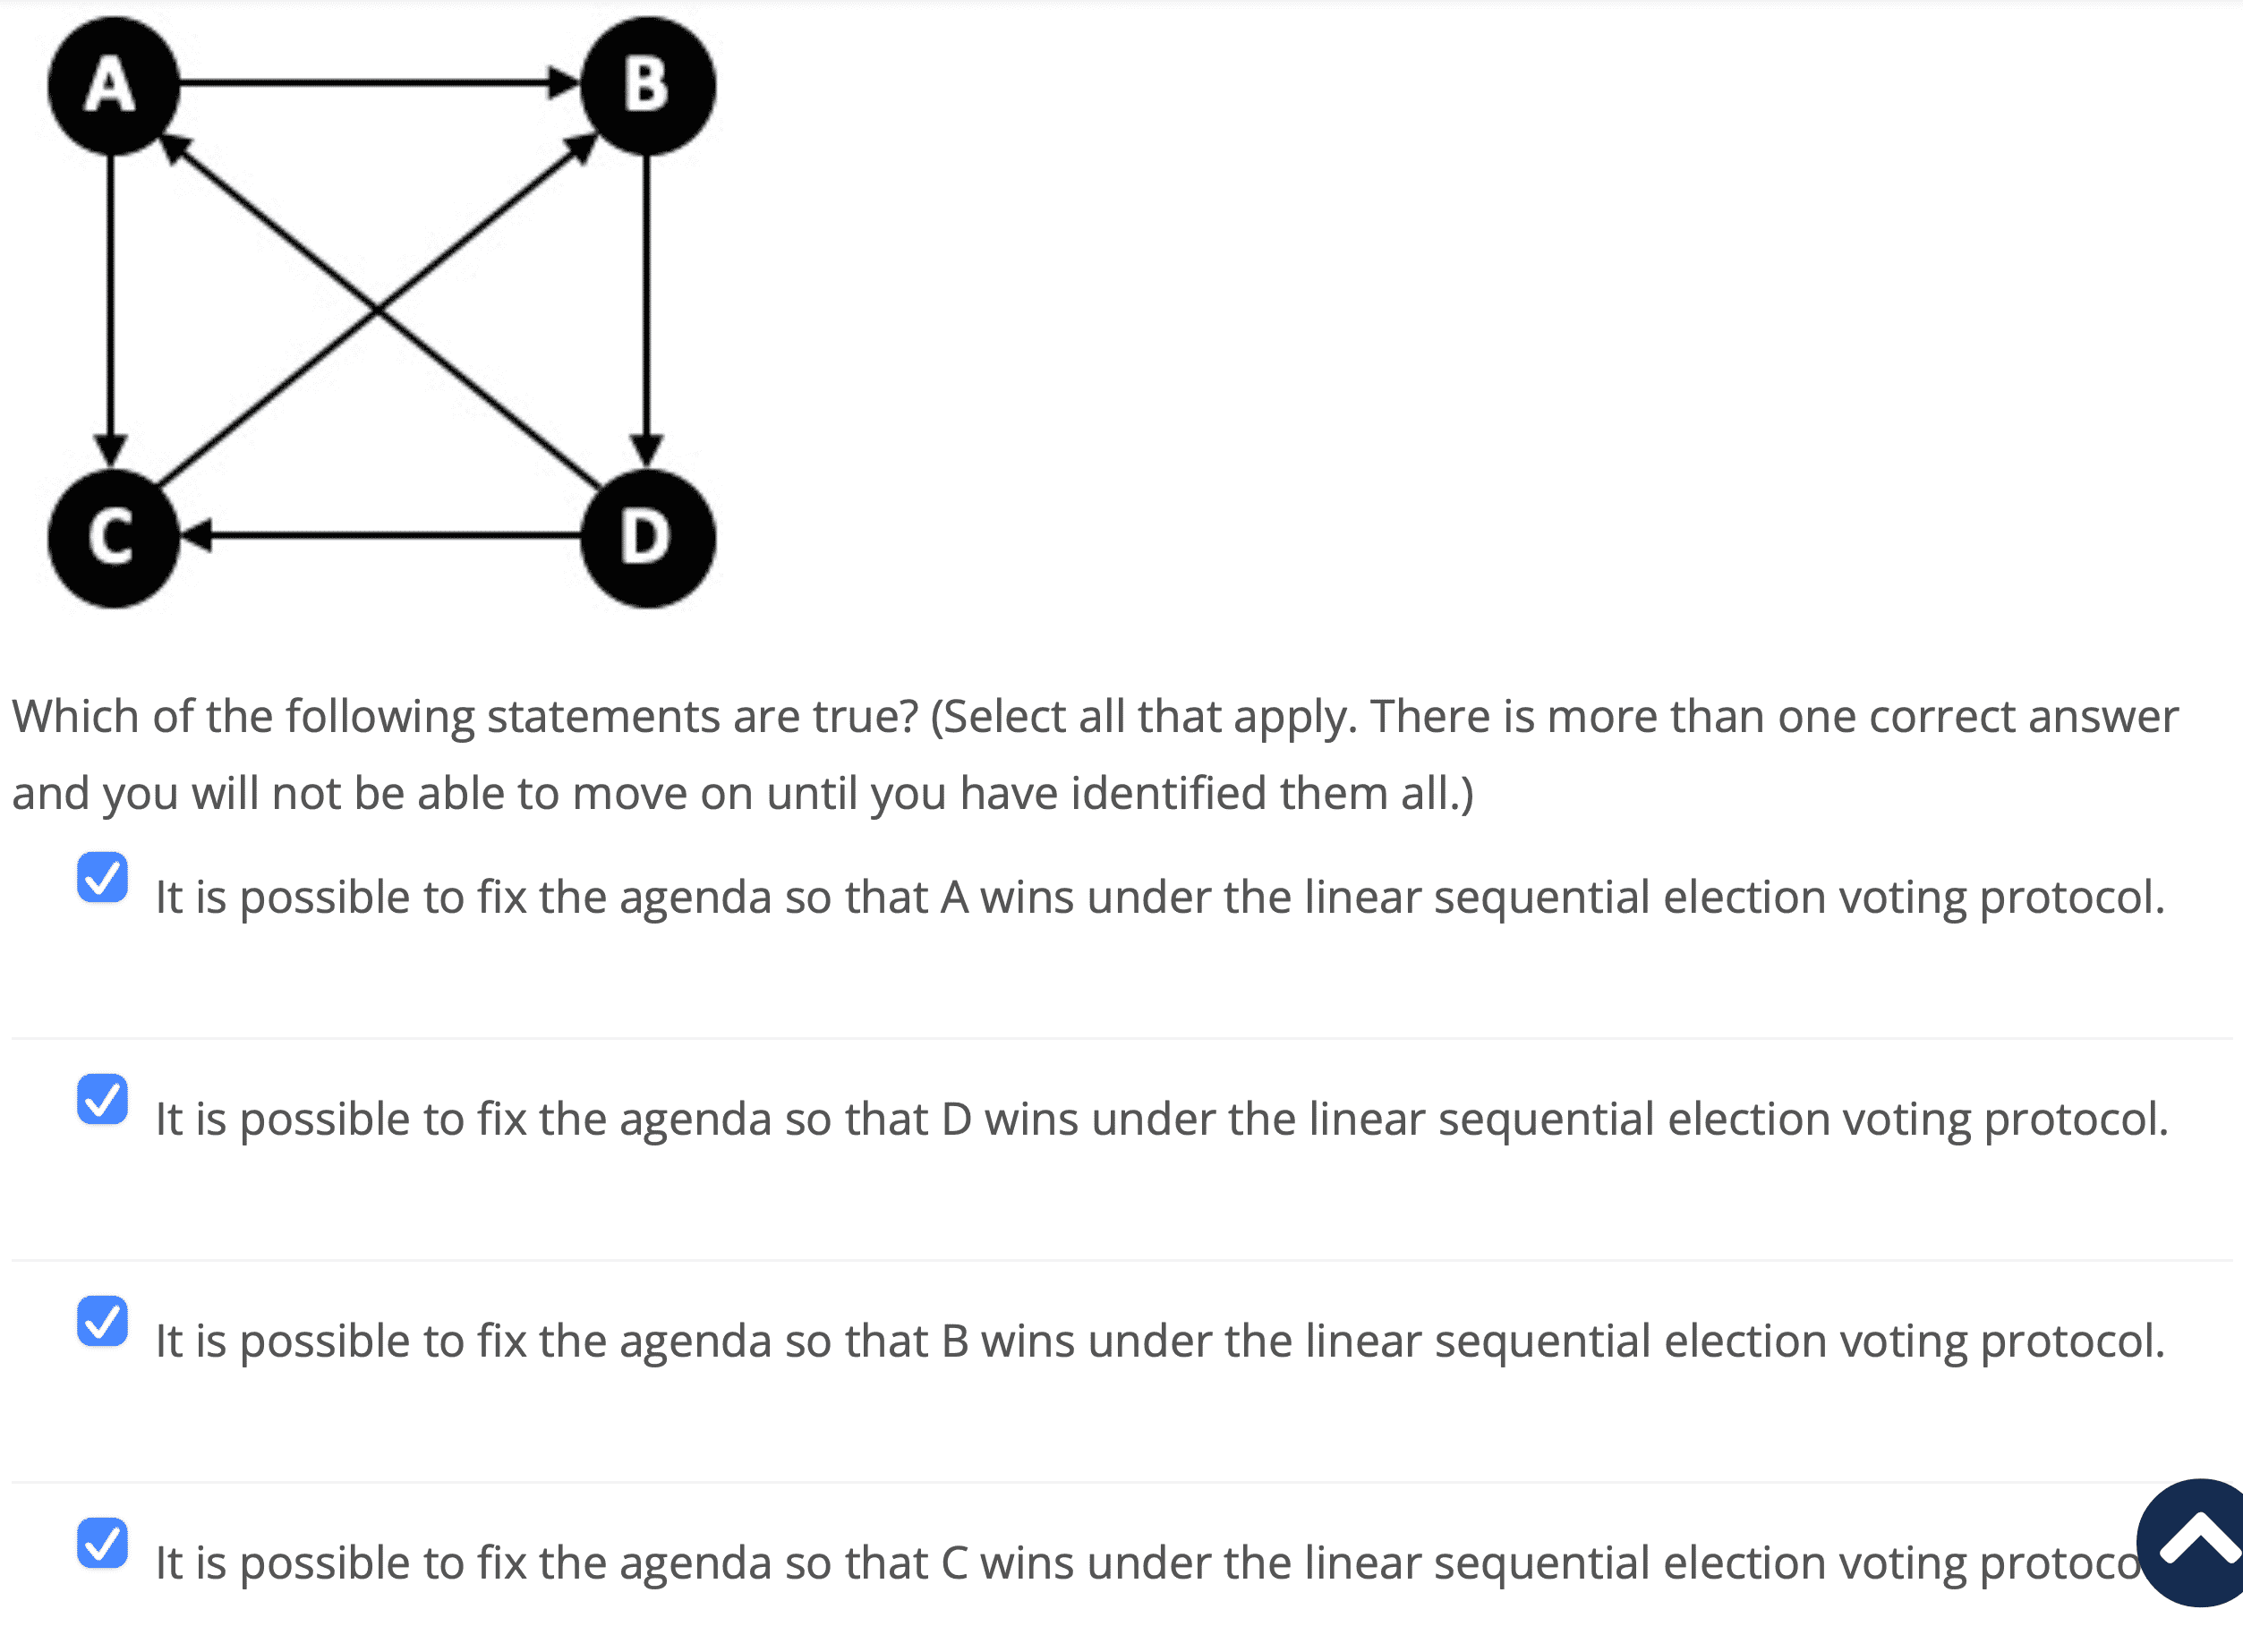 A B
C D
Which of the following statements are true? (Select all that apply. There is more than one correct answer
and you will not be able to move on until you have identified them all.)
It is possible to fix the agenda so that A wins under the linear sequential election voting protocol.
It is possible to fix the agenda so that D wins under the linear sequential election voting protocol.
It is possible to fix the agenda so that B wins under the linear sequential election voting protocol.
It is possible to fix the agenda so that C wins under the linear sequential election voting protoco